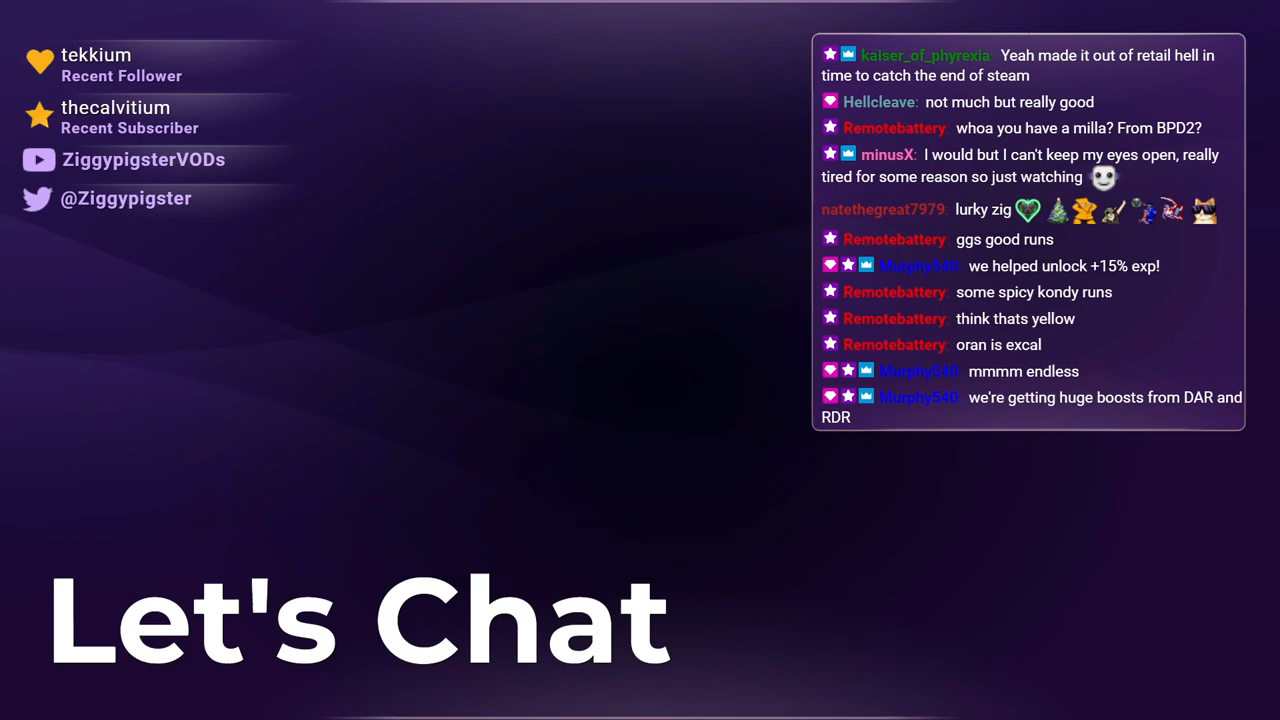 tekkium
Recent Follower
thecalvitium
Recent Subscriber
ZiggypigsterVODs
@Ziggypigster
kaiser_of_phyrexia: Yeah made it out of retail hell in
time to catch the end of steam
Hellcleave: not much but really good
Remotebattery: whoa you have a milla? From BPD2?
minusX: I would but I can't keep my eyes open, really
tired for some reason so just watching
natethegreat7979: lurky zig
Remotebattery: ggs good runs
Murphy540: we helped unlock +15% exp!
Remotebattery: some spicy kondy runs
Remotebattery: think thats yellow
Remotebattery: oran is excal
Murphy540: mmmm endless
Murphy540: we're getting huge boosts from DAR and
RDR
Let's Chat